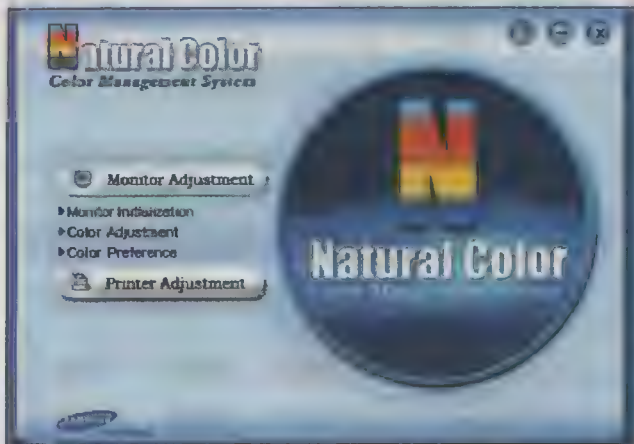 Natural Color
Color Management System
Monitor Adjustment
Monitor Initialization
Color Adjustment
Color Preference
Printer Adjustment
N
Natural Color